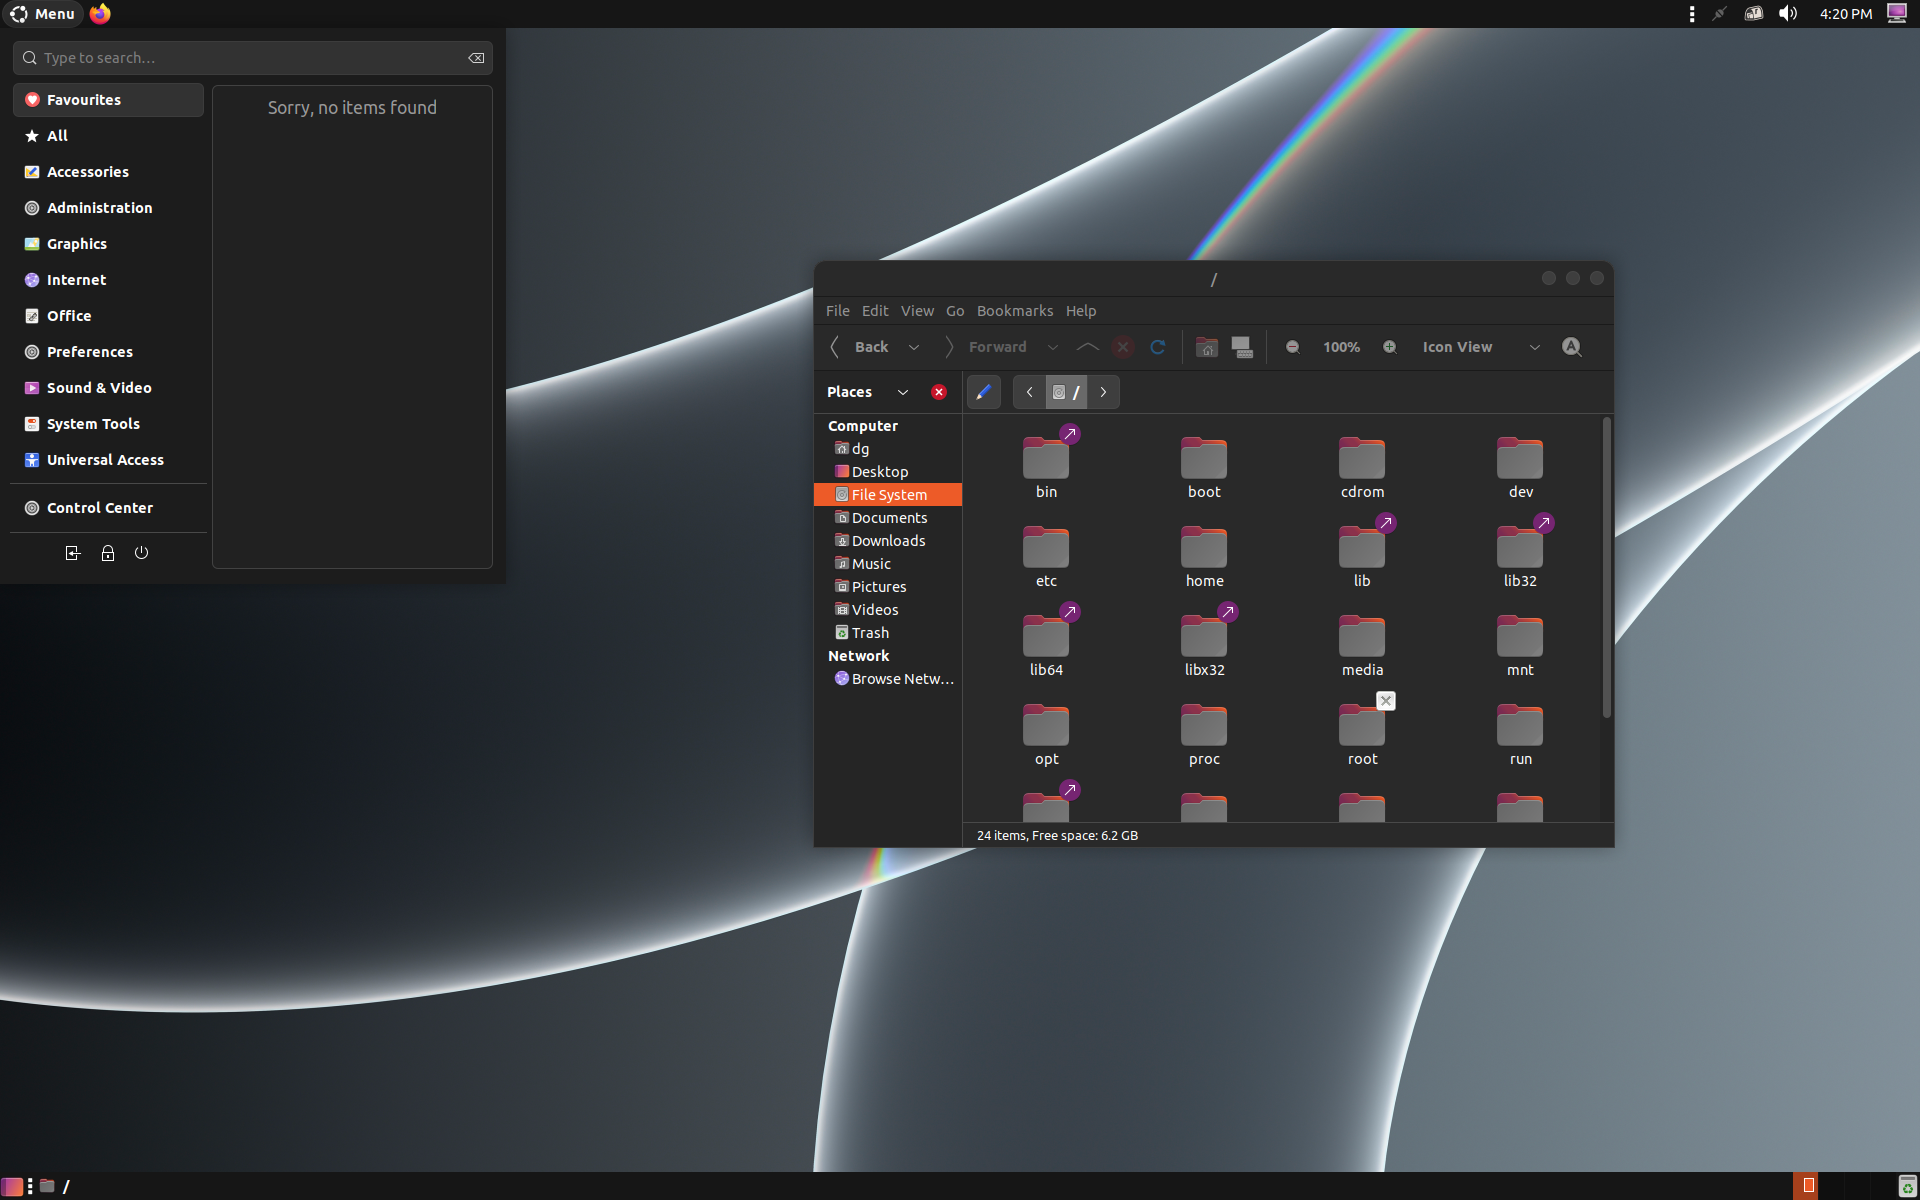 Menu
4:20 PM
Type to search...
Favourites
Sorry, no items found
All
Accessories
Administration
Graphics
Internet
Office
Preferences
Sound & Video
System Tools
Universal Access
Control Center
/
File Edit View Go Bookmarks Help
Back Forward 100% Icon View
Places
/
Computer
dg
Desktop
File System
Documents
Downloads
Music
Pictures
Videos
Trash
Network
Browse Netw...
bin boot cdrom dev
etc home lib lib32
lib64 libx32 media mnt
opt proc root run
24 items, Free space: 6.2 GB
/